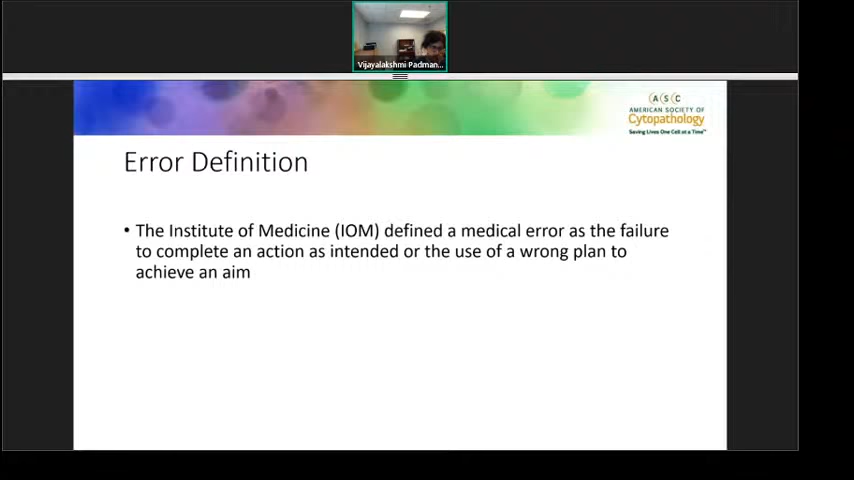 Vijayalakshmi Padman...
A S C
AMERICAN SOCIETY OF
Cytopathology
Saving Lives One Cell at a Time™
Error Definition
• The Institute of Medicine (IOM) defined a medical error as the failure
to complete an action as intended or the use of a wrong plan to
achieve an aim